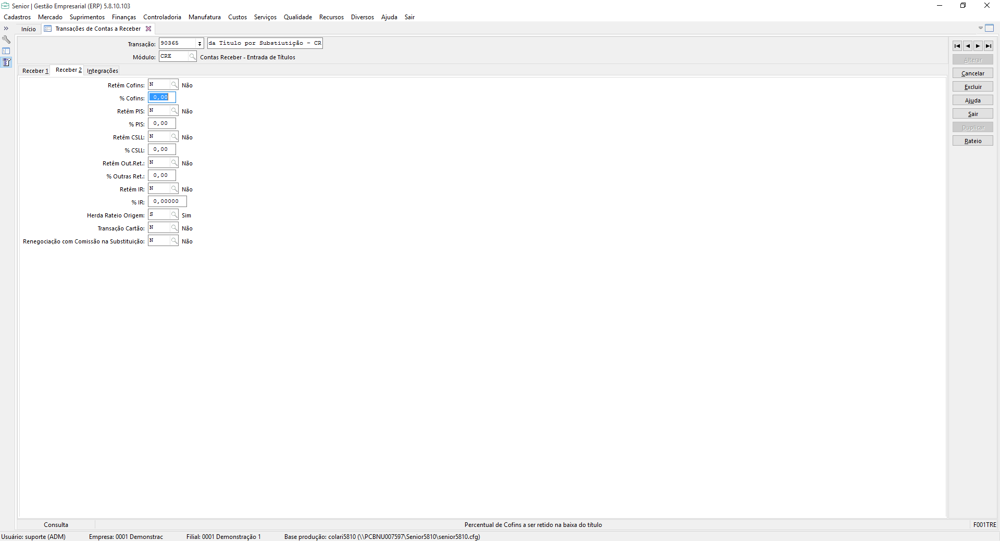 Senior | Gestão Empresarial (ERP) 5.8.10.103
Cadastros Mercado Suprimentos Finanças Controladoria Manufatura Custos Serviços Qualidade Recursos Diversos Ajuda Sair
Início Transações de Contas a Receber
Transação: 90365 da Título por Substiutição - CR
Módulo: CRE Contas Receber - Entrada de Títulos
Receber 1 Receber 2 Integrações
Retêm Cofins: N Não
% Cofins: 0,00
Retêm PIS: N Não
% PIS: 0,00
Retêm CSLL: N Não
% CSLL: 0,00
Retêm Out.Ret.: N Não
% Outras Ret.: 0,00
Retêm IR: N Não
% IR: 0,00000
Herda Rateio Origem: S Sim
Transação Cartão: N Não
Renegociação com Comissão na Substituição: N Não
Alterar
Cancelar
Excluir
Ajuda
Sair
Duplicar
Rateio
Consulta Percentual de Cofins a ser retido na baixa do título F001TRE
Usuário: suporte (ADM) Empresa: 0001 Demonstrac Filial: 0001 Demonstração 1 Base produção: colari5810 (\\PCBNU007597\Senior5810\senior5810.cfg)